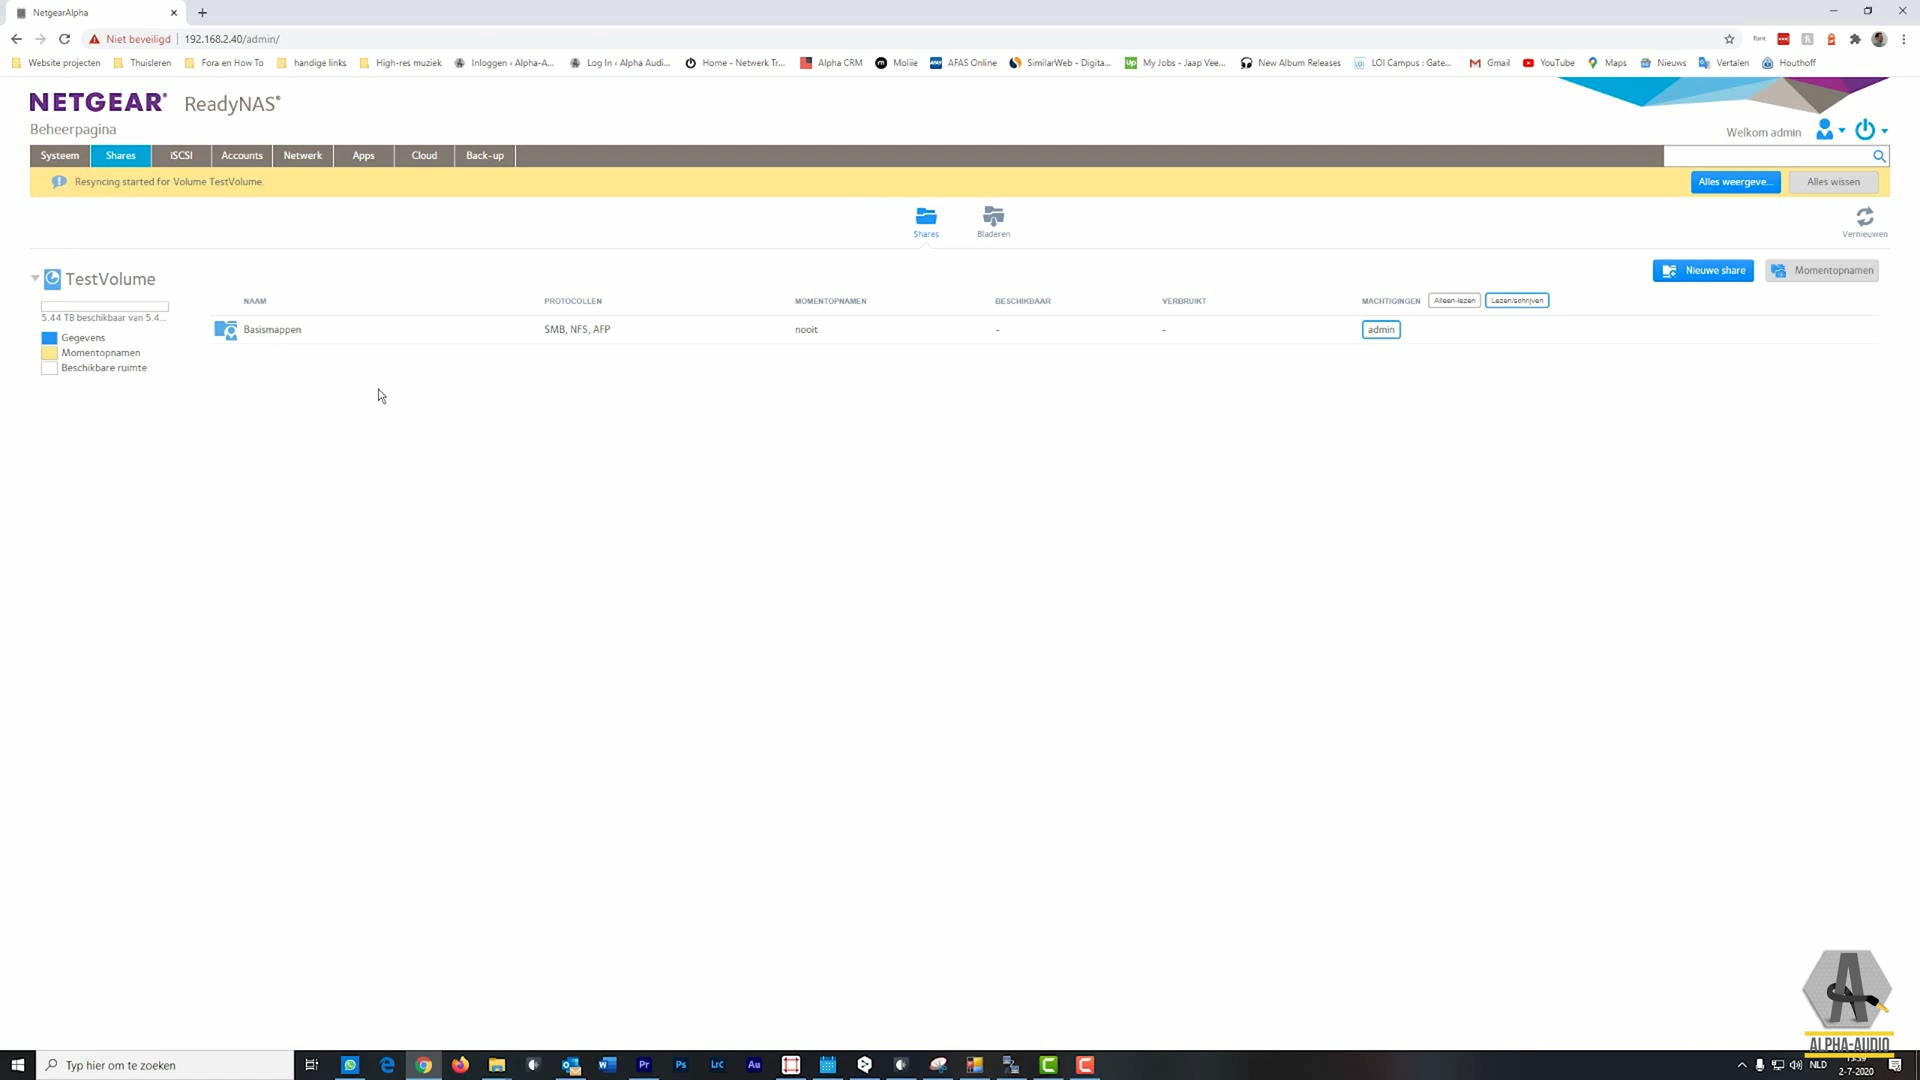 NetgearAlpha
Niet beveiligd 192.168.2.40/admin/
Website projecten Thuisleren Fora en How To handige links High-res muziek Inloggen ‹ Alpha-A... Log In ‹ Alpha Audi... Home - Netwerk Tr... Alpha CRM Moliie AFAS Online SimilarWeb - Digita... My Jobs - Jaap Vee... New Album Releases LOI Campus : Gate... Gmail YouTube Maps Nieuws Vertalen Houthoff
NETGEAR® ReadyNAS®
Beheerpagina
Welkom admin
Systeem Shares iSCSI Accounts Netwerk Apps Cloud Back-up
Resyncing started for Volume TestVolume.
Alles weergeve... Alles wissen
Shares Bladeren Vernieuwen
TestVolume
Nieuwe share Momentopnamen
5.44 TB beschikbaar van 5.4...
Gegevens
Momentopnamen
Beschikbare ruimte
NAAM PROTOCOLLEN MOMENTOPNAMEN BESCHIKBAAR VERBRUIKT MACHTIGINGEN Alleen-lezen Lezen/schrijven
Basismappen SMB, NFS, AFP nooit - - admin
ALPHA-AUDIO
Typ hier om te zoeken
Pr Ps LrC Au
NLD
2-7-2020